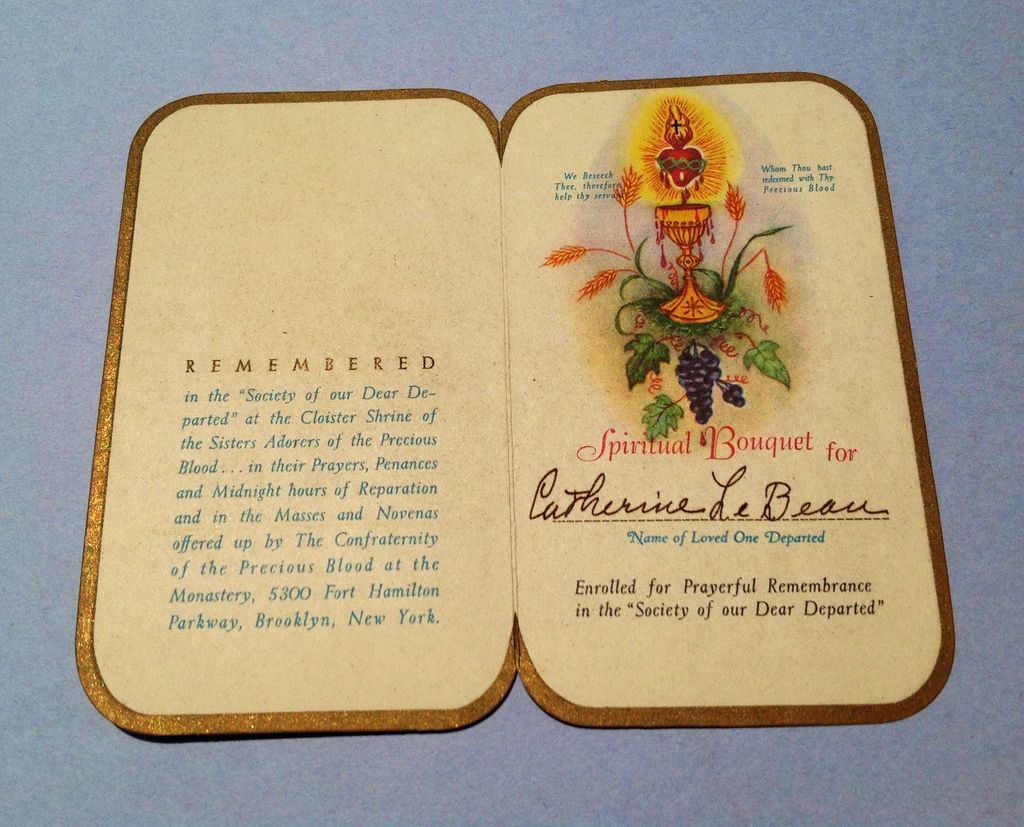 REMEMBERED
in the "Society of our Dear De-
parted" at the Cloister Shrine of
the Sisters Adorers of the Precious
Blood . . . in their Prayers, Penances
and Midnight hours of Reparation
and in the Masses and Novenas
offered up by The Confraternity
of the Precious Blood at the
Monastery, 5300 Fort Hamilton
Parkway, Brooklyn, New York.
We Beseech
Thee, therefore
help thy servant
Whom Thou hast
redeemed with Thy
Precious Blood
Spiritual Bouquet for
Catherine Le Beau
Name of Loved One Departed
Enrolled for Prayerful Remembrance
in the "Society of our Dear Departed"